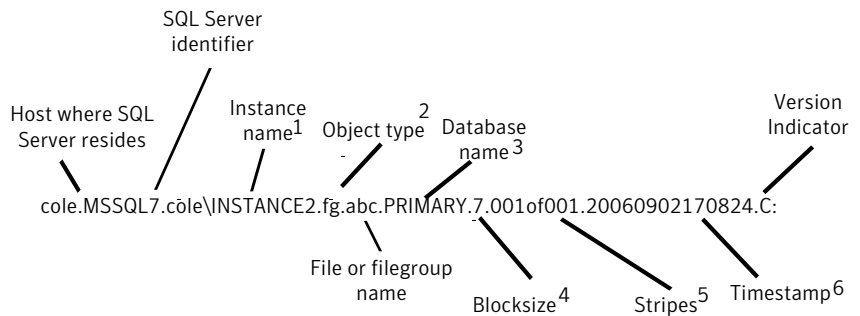 SQL Server
identifier
Host where SQL
Server resides
Instance
name1
Object type2
Database
name3
Version
Indicator
cole.MSSQL7.cole\INSTANCE2.fg.abc.PRIMARY.7.001of001.20060902170824.C:
File or filegroup
name
Blocksize4
Stripes5
Timestamp6